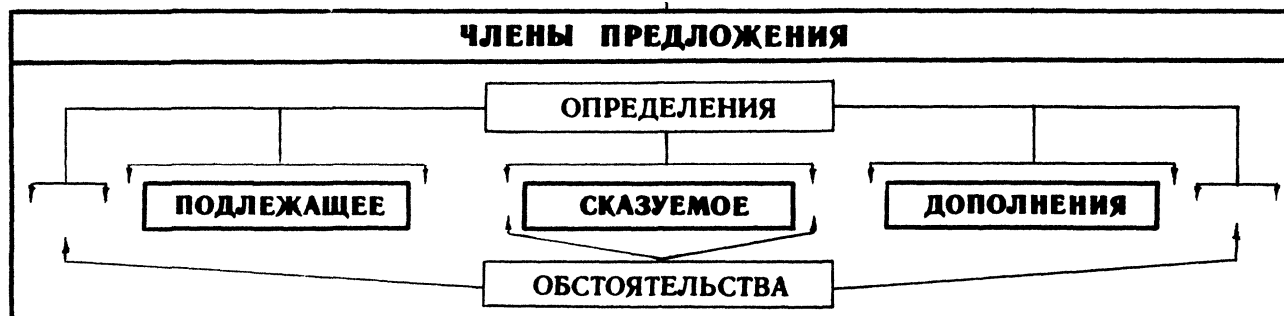 ЧЛЕНЫ ПРЕДЛОЖЕНИЯ
ОПРЕДЕЛЕНИЯ
ПОДЛЕЖАЩЕЕ
СКАЗУЕМОЕ
ДОПОЛНЕНИЯ
ОБСТОЯТЕЛЬСТВА